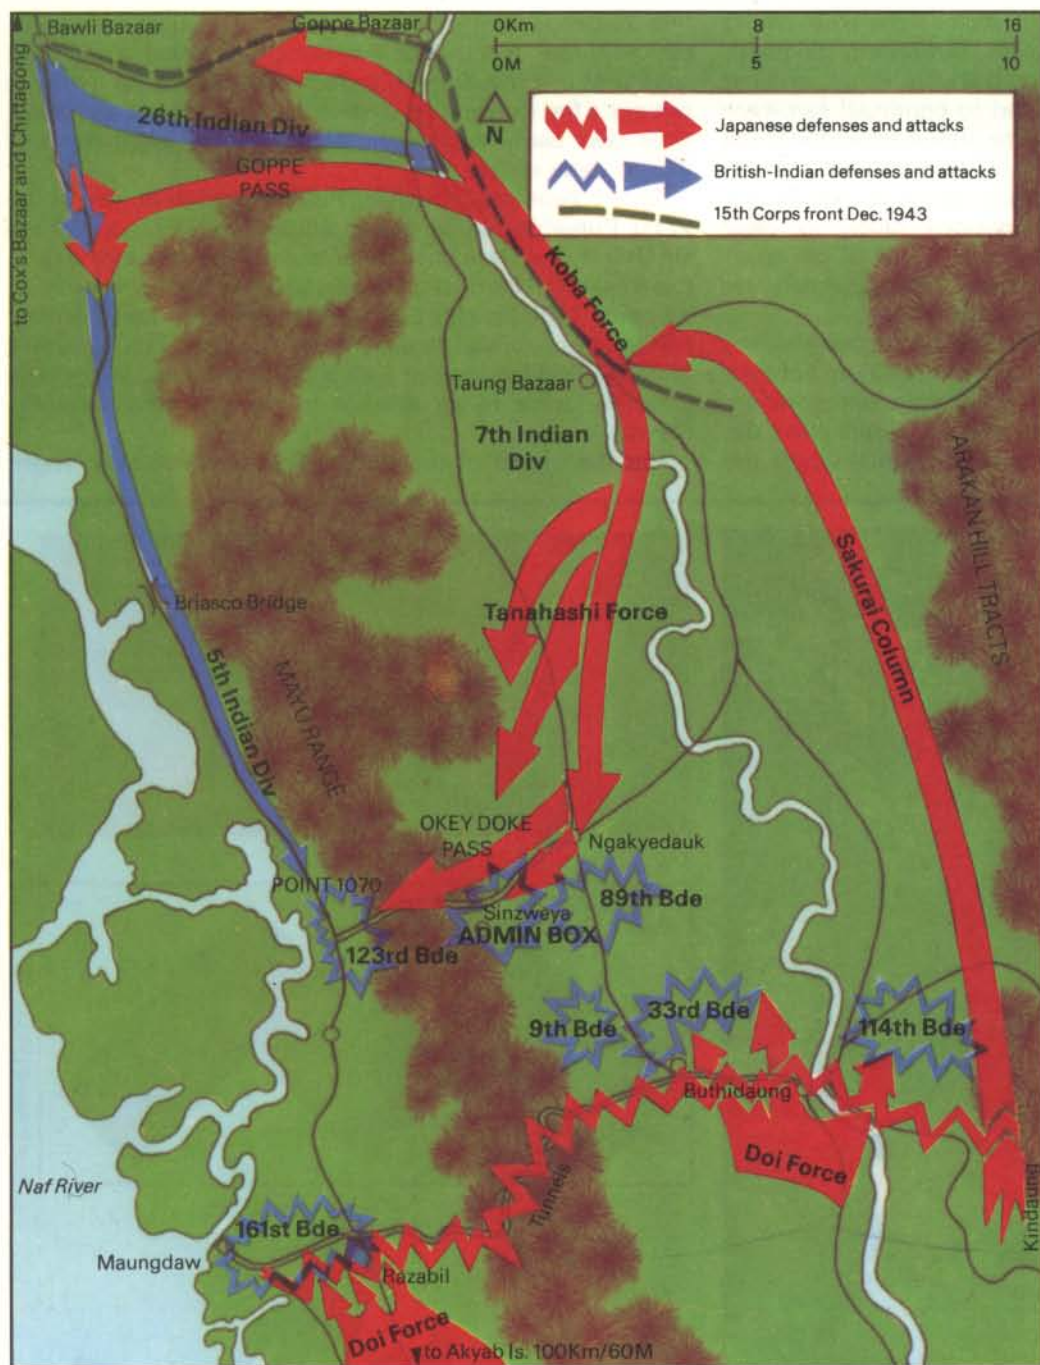 Bawli Bazaar
Goppe Bazaar
0Km
8
16
0M
5
10
N
Japanese defenses and attacks
British-Indian defenses and attacks
15th Corps front Dec. 1943
to Cox's Bazaar and Chittagong
26th Indian Div
GOPPE
PASS
Koba Force
Taung Bazaar
7th Indian
Div
ARAKAN HILL TRACTS
Sakurai Column
Tanahashi Force
Briasco Bridge
5th Indian Div
MAYU RANGE
OKEY DOKE
PASS
Ngakyedauk
POINT 1070
89th Bde
Sinzweya
ADMIN BOX
123rd Bde
9th Bde
33rd Bde
114th Bde
Buthidaung
Doi Force
Tunnels
Kindaung
Naf River
161st Bde
Maungdaw
Razabil
Doi Force
to Akyab Is. 100Km/60M